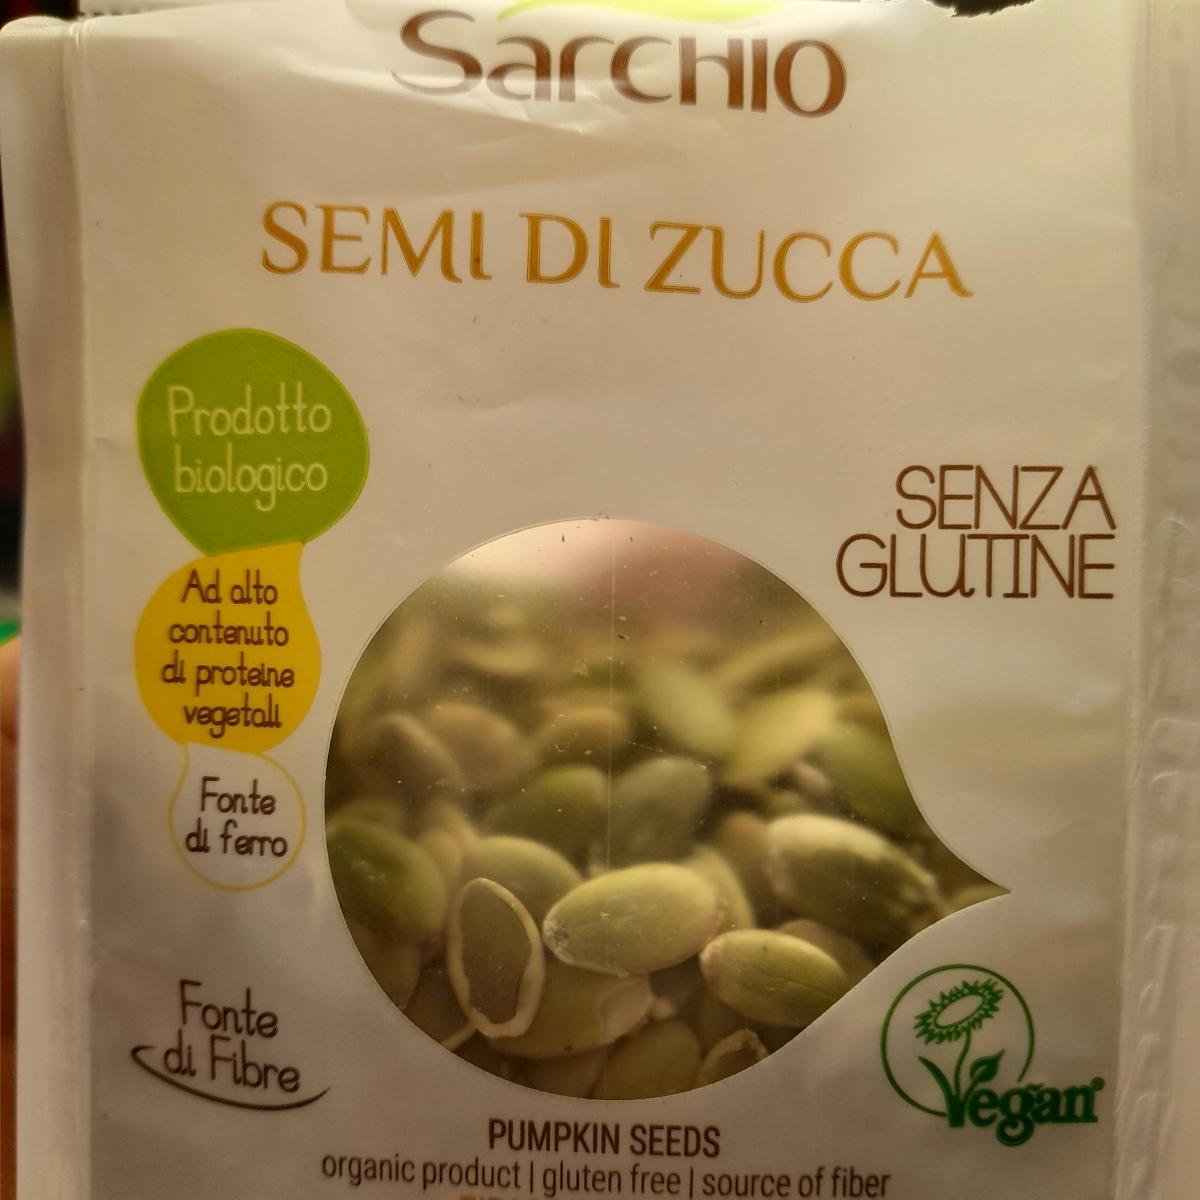 Sarchio
SEMI DI ZUCCA
Prodotto
biologico
Ad alto
contenuto
di proteine
vegetali
Fonte
di ferro
SENZA
GLUTINE
Fonte
di Fibre
Vegan®
PUMPKIN SEEDS
organic product | gluten free | source of fiber